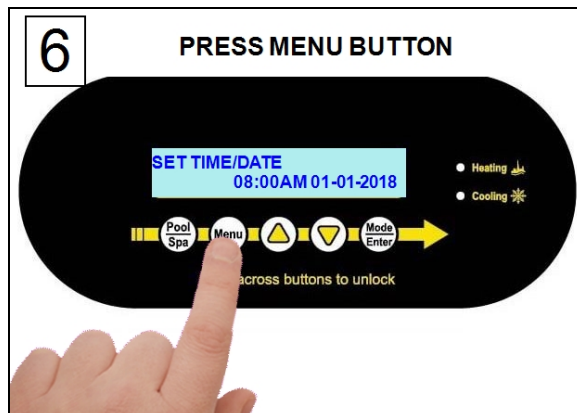 6
PRESS MENU BUTTON
SET TIME/DATE
08:00AM 01-01-2018
Heating
Cooling
Pool
Spa
Menu
Mode
Enter
across buttons to unlock